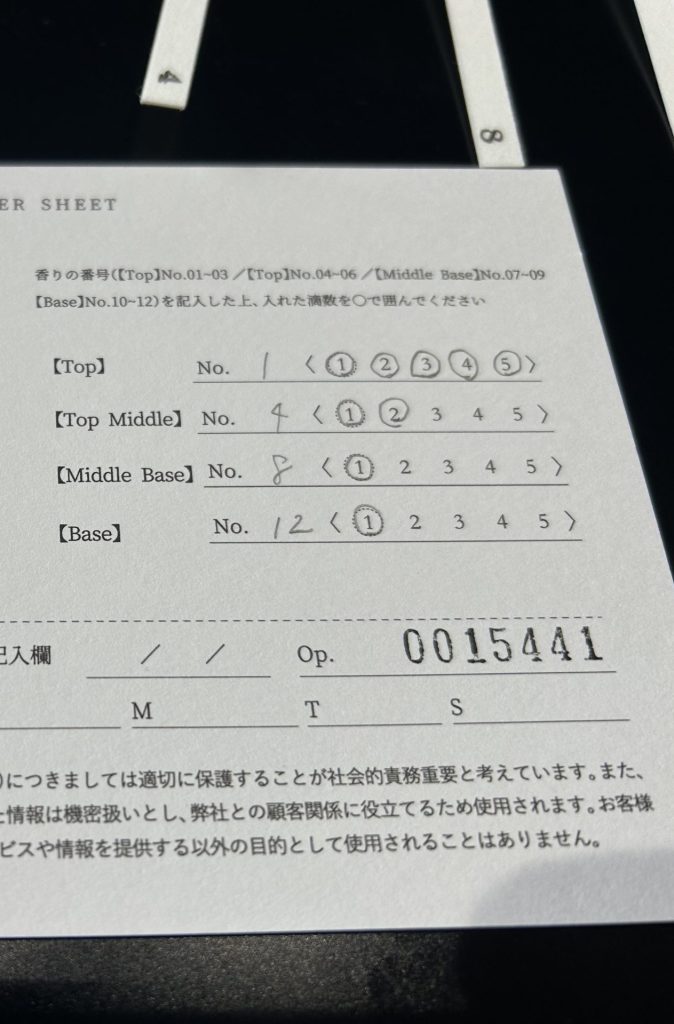 4
8
ER SHEET
香りの番号(【Top】No.01~03／【Top】No.04~06／【Middle Base】No.07~09
【Base】No.10~12)を記入した上、入れた滴数を○で囲んでください
【Top】 No. 1 〈 ① ② ③ ④ ⑤ 〉
【Top Middle】 No. 4 〈 ① ② 3 4 5 〉
【Middle Base】 No. 8 〈 ① 2 3 4 5 〉
【Base】 No. 12 〈 ① 2 3 4 5 〉
記入欄 ／ ／ Op. 0015441
M T S
)につきましては適切に保護することが社会的責務重要と考えています。また、
た情報は機密扱いとし、弊社との顧客関係に役立てるため使用されます。お客様
ビスや情報を提供する以外の目的として使用されることはありません。